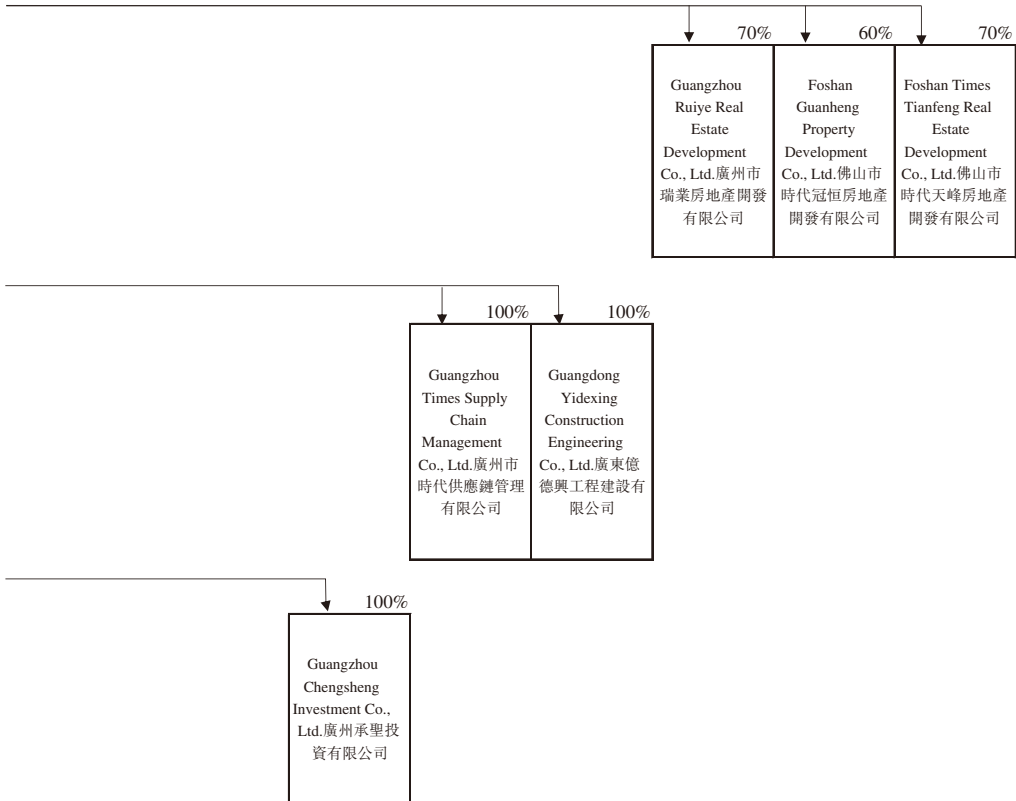 70%
60%
70%
Guangzhou
Ruiye Real
Estate
Development
Co., Ltd.廣州市
瑞業房地產開發
有限公司
Foshan
Guanheng
Property
Development
Co., Ltd.佛山市
時代冠恒房地產
開發有限公司
Foshan Times
Tianfeng Real
Estate
Development
Co., Ltd.佛山市
時代天峰房地產
開發有限公司
100%
100%
Guangzhou
Times Supply
Chain
Management
Co., Ltd.廣州市
時代供應鏈管理
有限公司
Guangdong
Yidexing
Construction
Engineering
Co., Ltd.廣東億
德興工程建設有
限公司
100%
Guangzhou
Chengsheng
Investment Co.,
Ltd.廣州承聖投
資有限公司